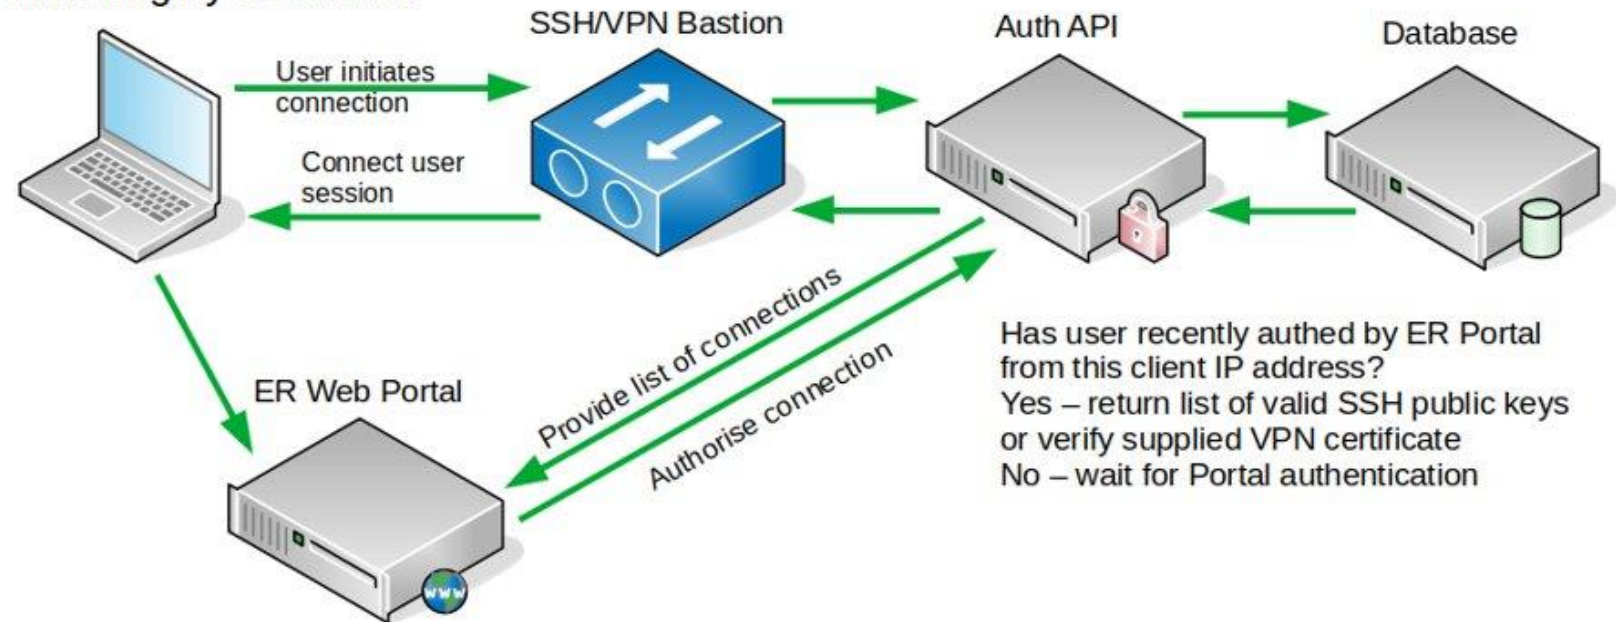 SSH/VPN Bastion
Auth API
Database
User initiates
connection
Connect user
session
Provide list of connections
Authorise connection
ER Web Portal
Has user recently authed by ER Portal
from this client IP address?
Yes – return list of valid SSH public keys
or verify supplied VPN certificate
No – wait for Portal authentication
www